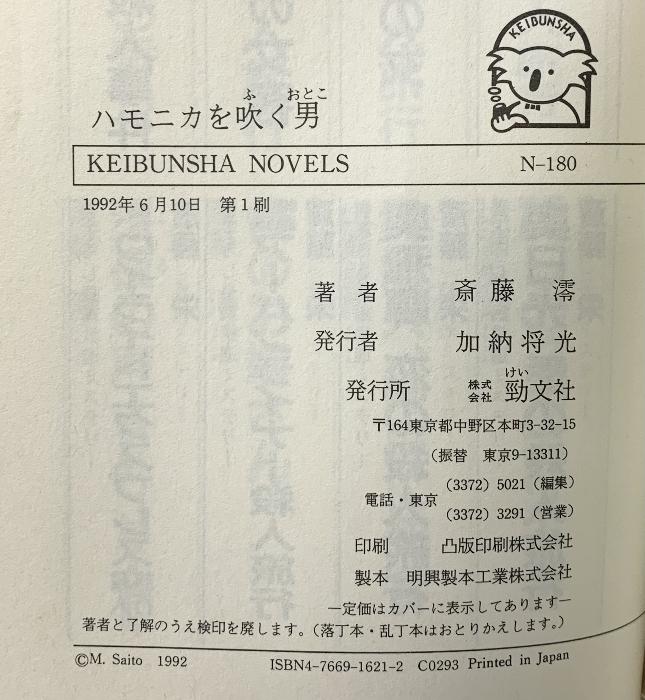 KEIBUNSHA
ハモニカを吹く男
ふ おとこ
KEIBUNSHA NOVELS N-180
1992年6月10日 第1刷
著者 斎藤 澪
発行者 加納将光
発行所 株式会社 勁文社
けい
〒164東京都中野区本町3-32-15
(振替 東京9-13311)
電話・東京 (3372) 5021 (編集)
(3372) 3291 (営業)
印刷 凸版印刷株式会社
製本 明興製本工業株式会社
―定価はカバーに表示してあります―
著者と了解のうえ検印を廃します。(落丁本・乱丁本はおとりかえします。)
©M. Saito 1992 ISBN4-7669-1621-2 C0293 Printed in Japan